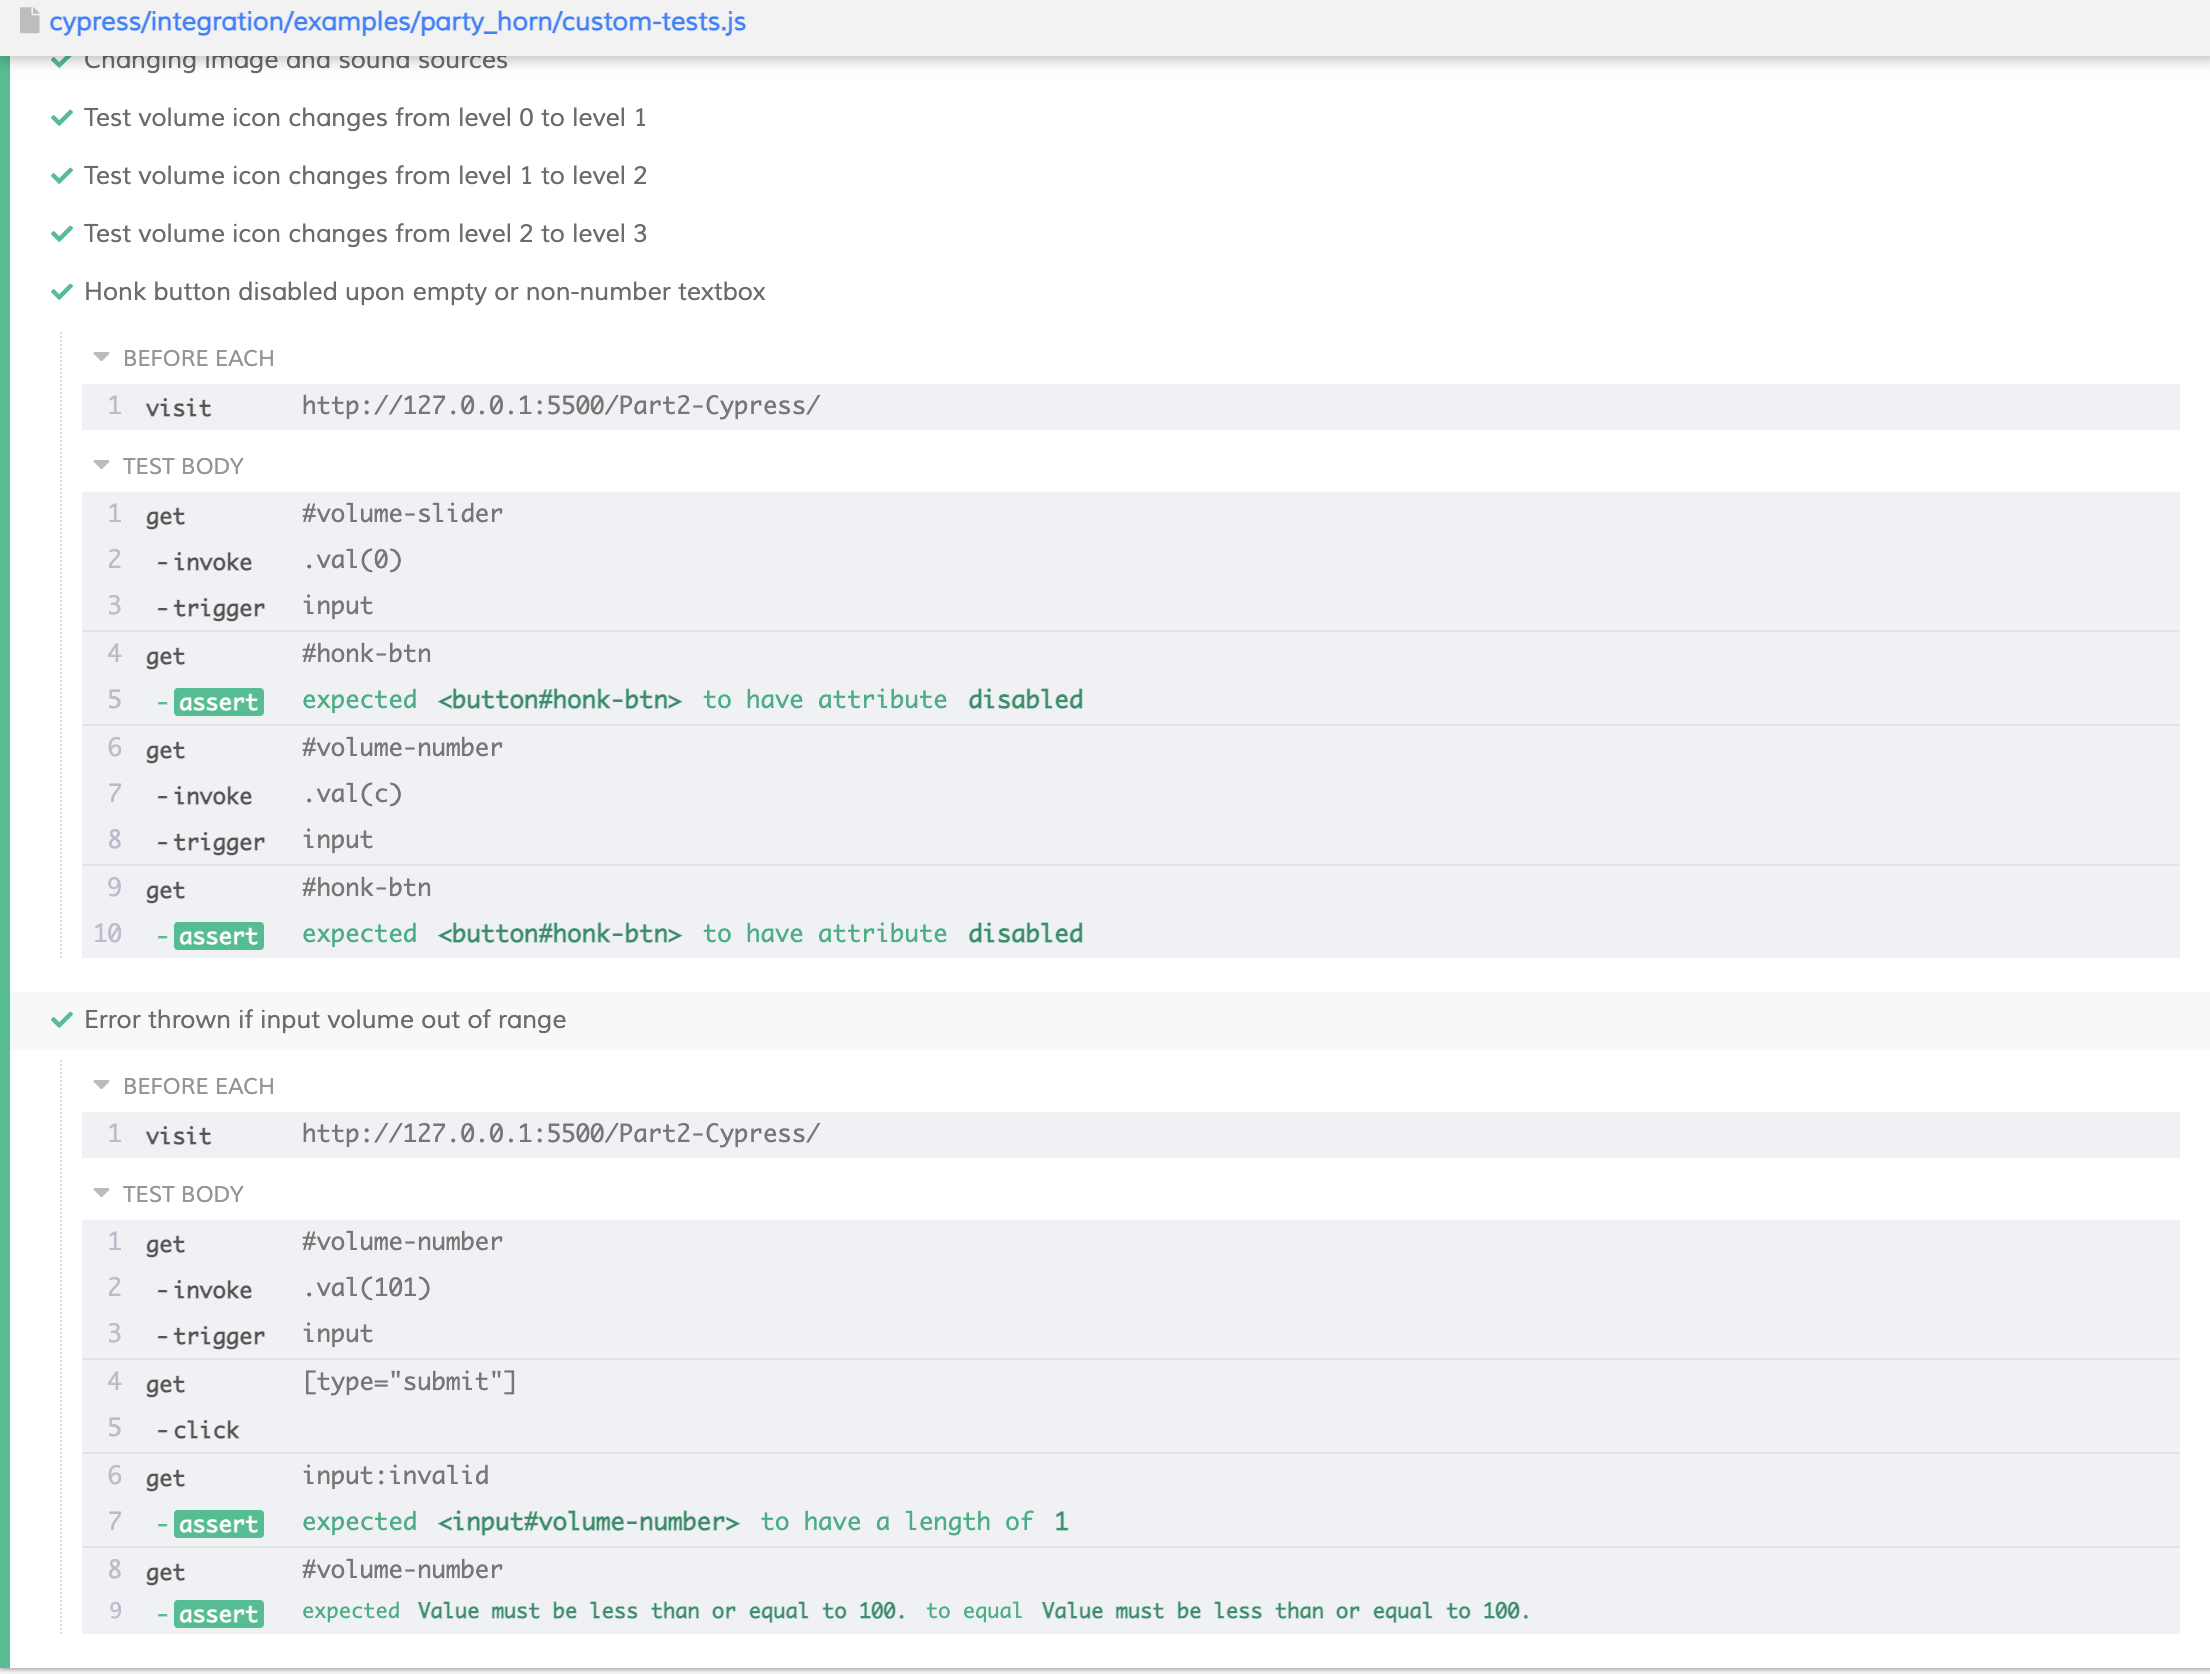 cypress/integration/examples/party_horn/custom-tests.js
Changing image and sound sources
Test volume icon changes from level 0 to level 1
Test volume icon changes from level 1 to level 2
Test volume icon changes from level 2 to level 3
Honk button disabled upon empty or non-number textbox
BEFORE EACH
1 visit http://127.0.0.1:5500/Part2-Cypress/
TEST BODY
1 get #volume-slider
2 -invoke .val(0)
3 -trigger input
4 get #honk-btn
5 -assert expected <button#honk-btn> to have attribute disabled
6 get #volume-number
7 -invoke .val(c)
8 -trigger input
9 get #honk-btn
10 -assert expected <button#honk-btn> to have attribute disabled
Error thrown if input volume out of range
BEFORE EACH
1 visit http://127.0.0.1:5500/Part2-Cypress/
TEST BODY
1 get #volume-number
2 -invoke .val(101)
3 -trigger input
4 get [type="submit"]
5 -click
6 get input:invalid
7 -assert expected <input#volume-number> to have a length of 1
8 get #volume-number
9 -assert expected Value must be less than or equal to 100. to equal Value must be less than or equal to 100.